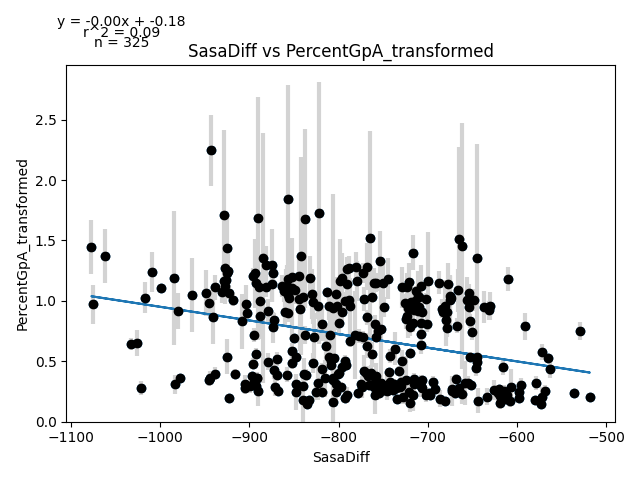 y = -0.00x + -0.18
r^2 = 0.09
n = 325
SasaDiff vs PercentGpA_transformed
PercentGpA_transformed
2.5
2.0
1.5
1.0
0.5
0.0
−1100 −1000 −900 −800 −700 −600 −500
SasaDiff